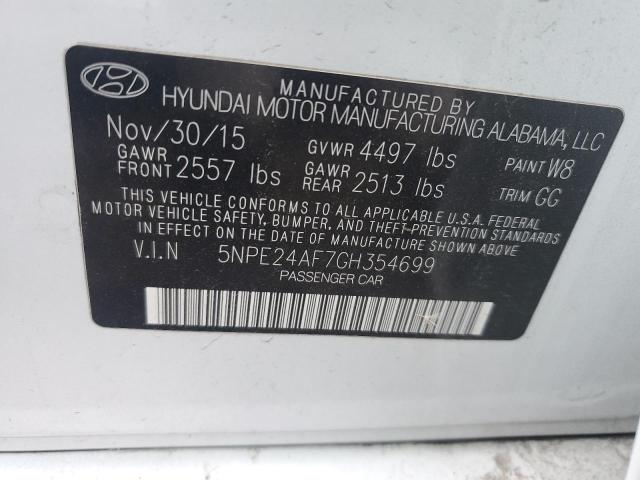 MANUFACTURED BY
HYUNDAI MOTOR MANUFACTURING ALABAMA, LLC
Nov/30/15 GVWR 4497 lbs PAINT W8
GAWR FRONT 2557 lbs GAWR REAR 2513 lbs TRIM GG
THIS VEHICLE CONFORMS TO ALL APPLICABLE U.S.A. FEDERAL
MOTOR VEHICLE SAFETY, BUMPER, AND THEFT-PREVENTION STANDARDS
IN EFFECT ON THE DATE OF MANUFACTURE SHOWN ABOVE.
V.I.N 5NPE24AF7GH354699
PASSENGER CAR